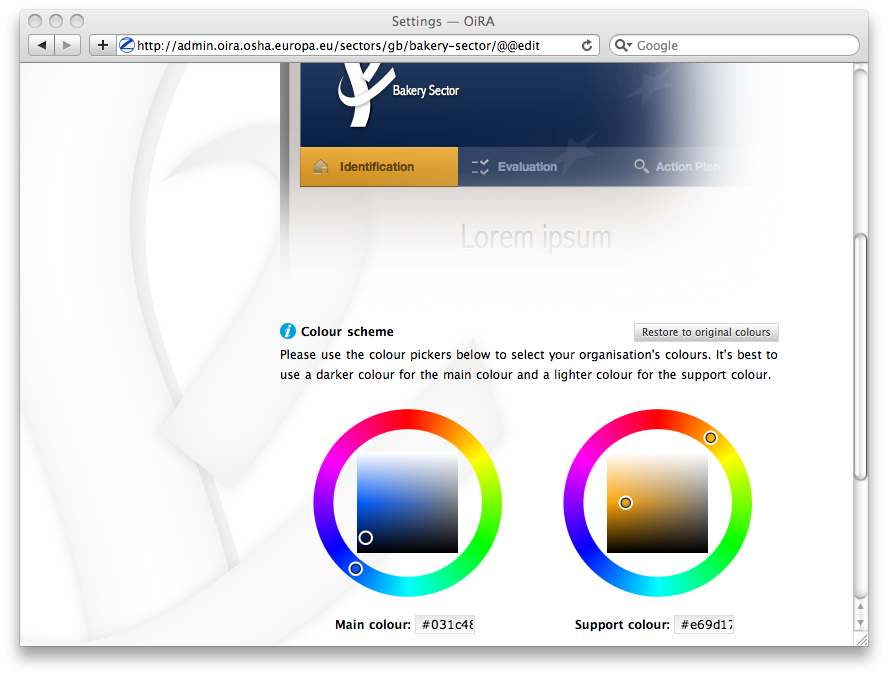 Settings — OiRA
http://admin.oira.osha.europa.eu/sectors/gb/bakery-sector/@@edit
Google
Bakery Sector
Identification
Evaluation
Action Plan
Lorem ipsum
Colour scheme
Restore to original colours
Please use the colour pickers below to select your organisation's colours. It's best to
use a darker colour for the main colour and a lighter colour for the support colour.
Main colour: #031c48
Support colour: #e69d17